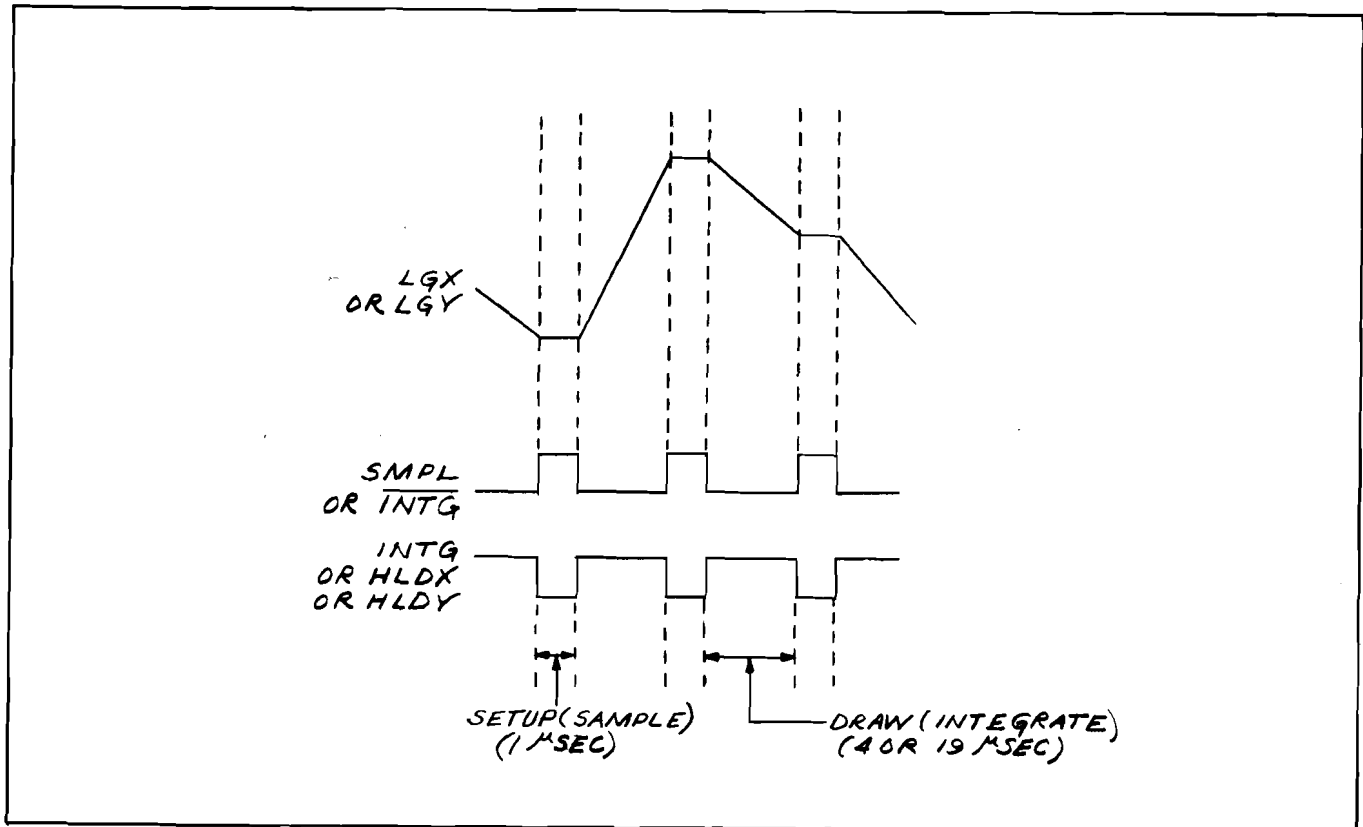 LGX
OR LGY
SMPL
OR I̅N̅T̅G̅
INTG
OR HLDX
OR HLDY
SETUP (SAMPLE)
(1 µSEC)
DRAW (INTEGRATE)
(4 OR 19 µSEC)